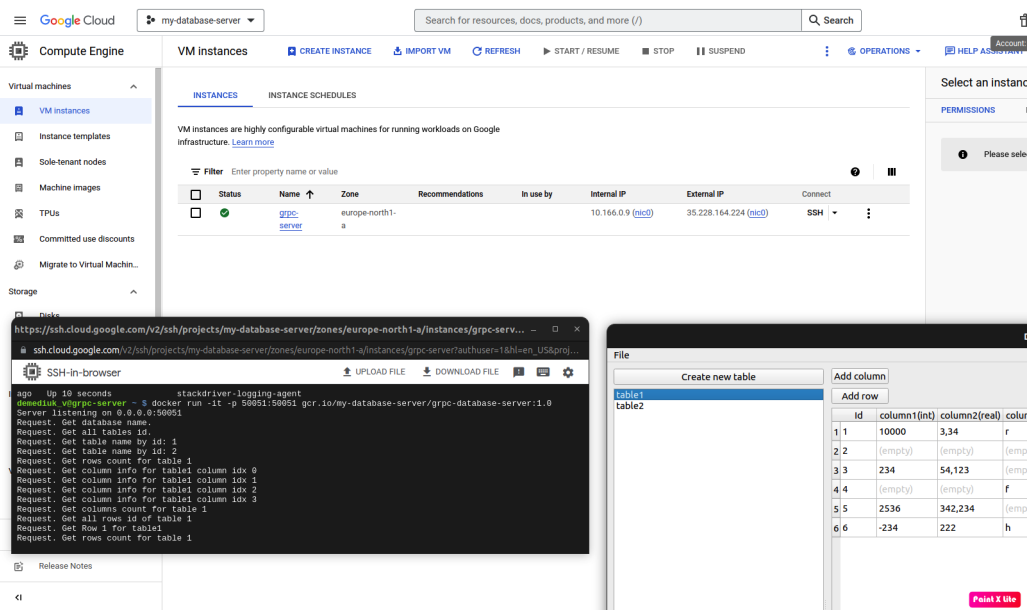 Google Cloud
my-database-server
Search for resources, docs, products, and more (/)
Search
Compute Engine
VM instances
CREATE INSTANCE
IMPORT VM
REFRESH
START / RESUME
STOP
SUSPEND
OPERATIONS
HELP ASSISTANT
Account:
Virtual machines
VM instances
Instance templates
Sole-tenant nodes
Machine images
TPUs
Committed use discounts
Migrate to Virtual Machin...
Storage
Disks
Release Notes
INSTANCES
INSTANCE SCHEDULES
VM instances are highly configurable virtual machines for running workloads on Google
infrastructure. Learn more
Filter Enter property name or value
Status Name Zone Recommendations In use by Internal IP External IP Connect
grpc- europe-north1- 10.166.0.9 (nic0) 35.228.164.224 (nic0) SSH
server a
Select an instanc
PERMISSIONS
Please sele
https://ssh.cloud.google.com/v2/ssh/projects/my-database-server/zones/europe-north1-a/instances/grpc-serv...
ssh.cloud.google.com/v2/ssh/projects/my-database-server/zones/europe-north1-a/instances/grpc-server?authuser=1&hl=en_US&proj...
SSH-in-browser
UPLOAD FILE
DOWNLOAD FILE
ago Up 10 seconds stackdriver-logging-agent
demediuk_v@grpc-server ~ $ docker run -it -p 50051:50051 gcr.io/my-database-server/grpc-database-server:1.0
Server listening on 0.0.0.0:50051
Request. Get database name.
Request. Get all tables id.
Request. Get table name by id: 1
Request. Get table name by id: 2
Request. Get rows count for table 1
Request. Get column info for table1 column idx 0
Request. Get column info for table1 column idx 1
Request. Get column info for table1 column idx 2
Request. Get column info for table1 column idx 3
Request. Get columns count for table 1
Request. Get all rows id of table 1
Request. Get Row 1 for table1
Request. Get rows count for table 1
File
Create new table
table1
table2
Add column
Add row
Id column1(int) column2(real) colun
1 1 10000 3,34 r
2 2 (empty) (empty) (emp
3 3 234 54,123 (emp
4 4 (empty) (empty) f
5 5 2536 342,234 (emp
6 6 -234 222 h
Paint X lite